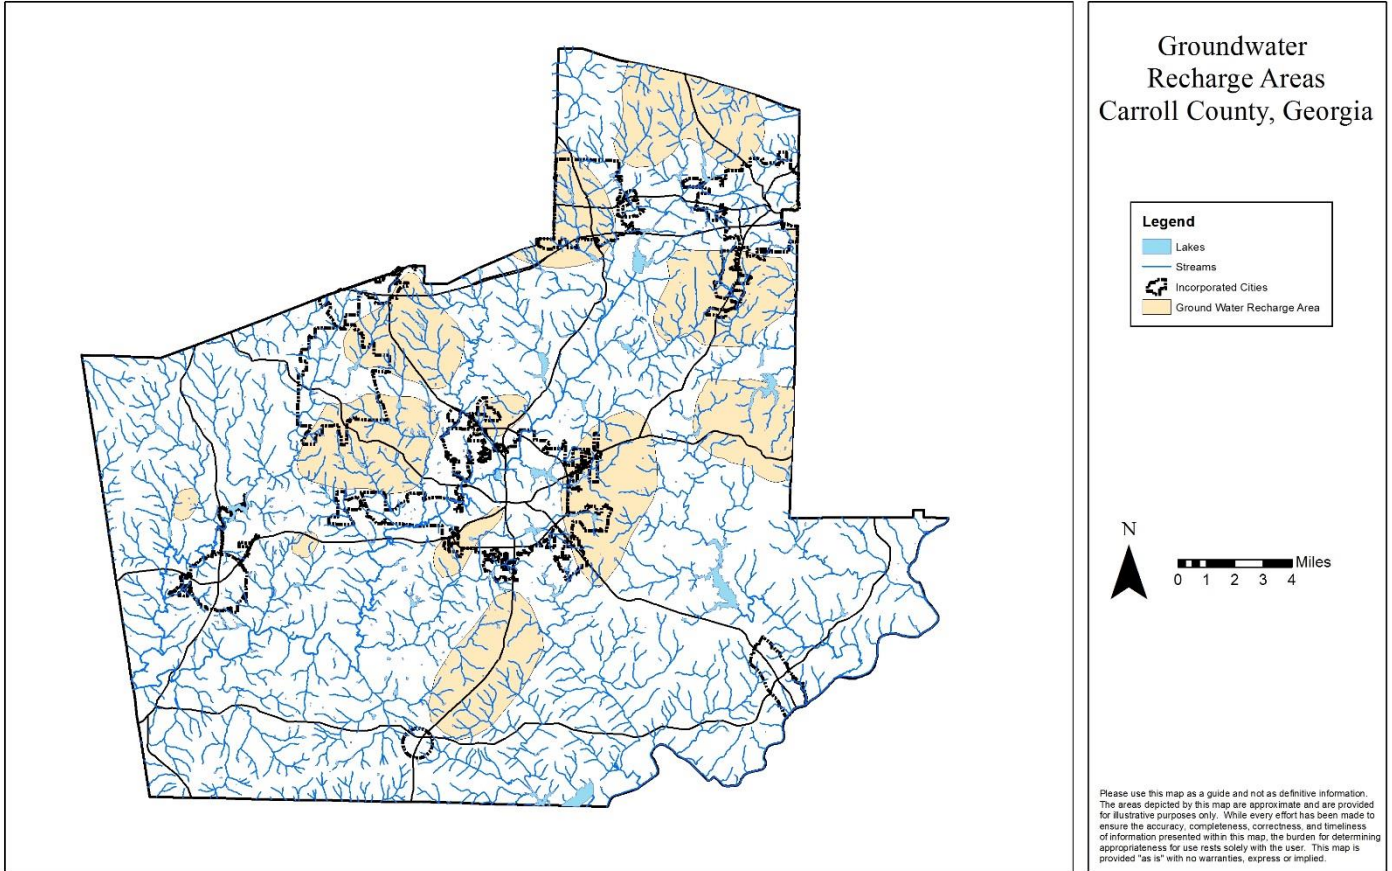 Groundwater
Recharge Areas
Carroll County, Georgia
Legend
Lakes
Streams
Incorporated Cities
Ground Water Recharge Area
N
Miles
0 0 1 2 3 4
Please use this map as a guide and not as definitive information.
The areas depicted by this map are approximate and are provided
for illustrative purposes only. While every effort has been made to
ensure the accuracy, completeness, correctness, and timeliness
of information presented within this map, the burden for determining
appropriateness for use rests solely with the user. This map is
provided "as is" with no warranties, express or implied.